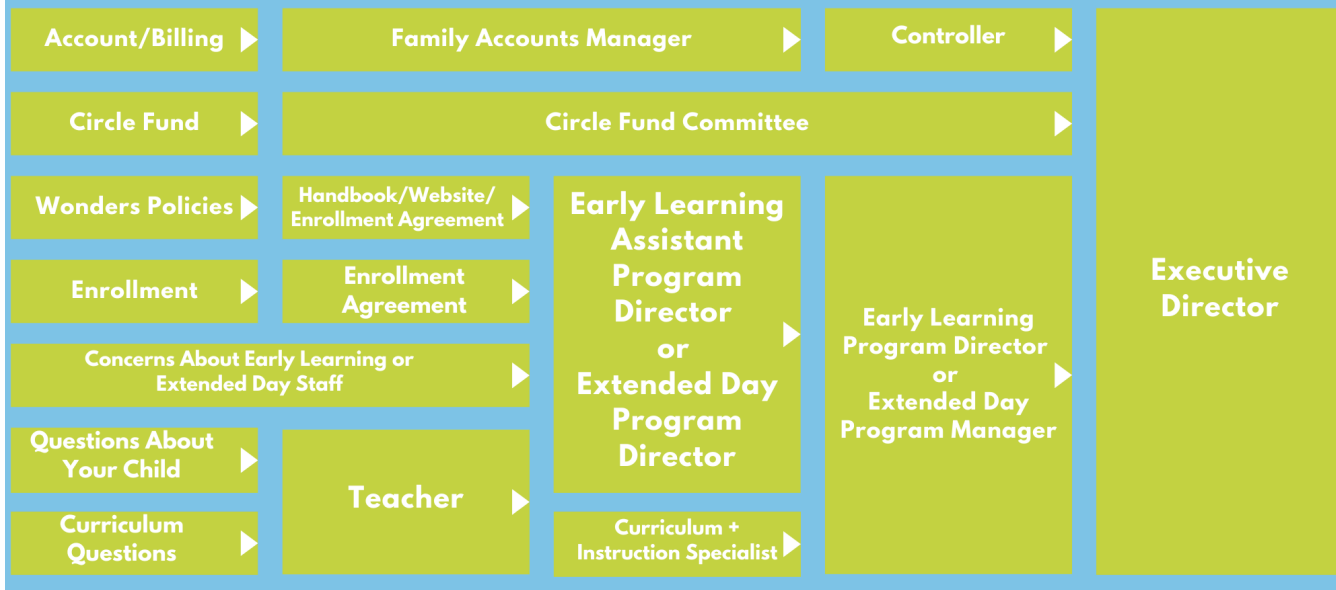 Account/Billing
Family Accounts Manager
Controller
Circle Fund
Circle Fund Committee
Wonders Policies
Handbook/Website/
Enrollment Agreement
Enrollment
Enrollment
Agreement
Concerns About Early Learning or
Extended Day Staff
Questions About
Your Child
Curriculum
Questions
Teacher
Early Learning
Assistant
Program
Director
or
Extended Day
Program
Director
Curriculum +
Instruction Specialist
Early Learning
Program Director
or
Extended Day
Program Manager
Executive
Director